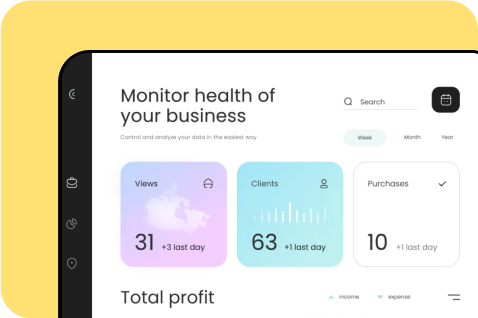 Monitor health of
your business
Search
Control and analyze your data in the easiest way
Week Month Year
Views
31 +3 last day
Clients
63 +1 last day
Purchases
10 +1 last day
Total profit
income expense